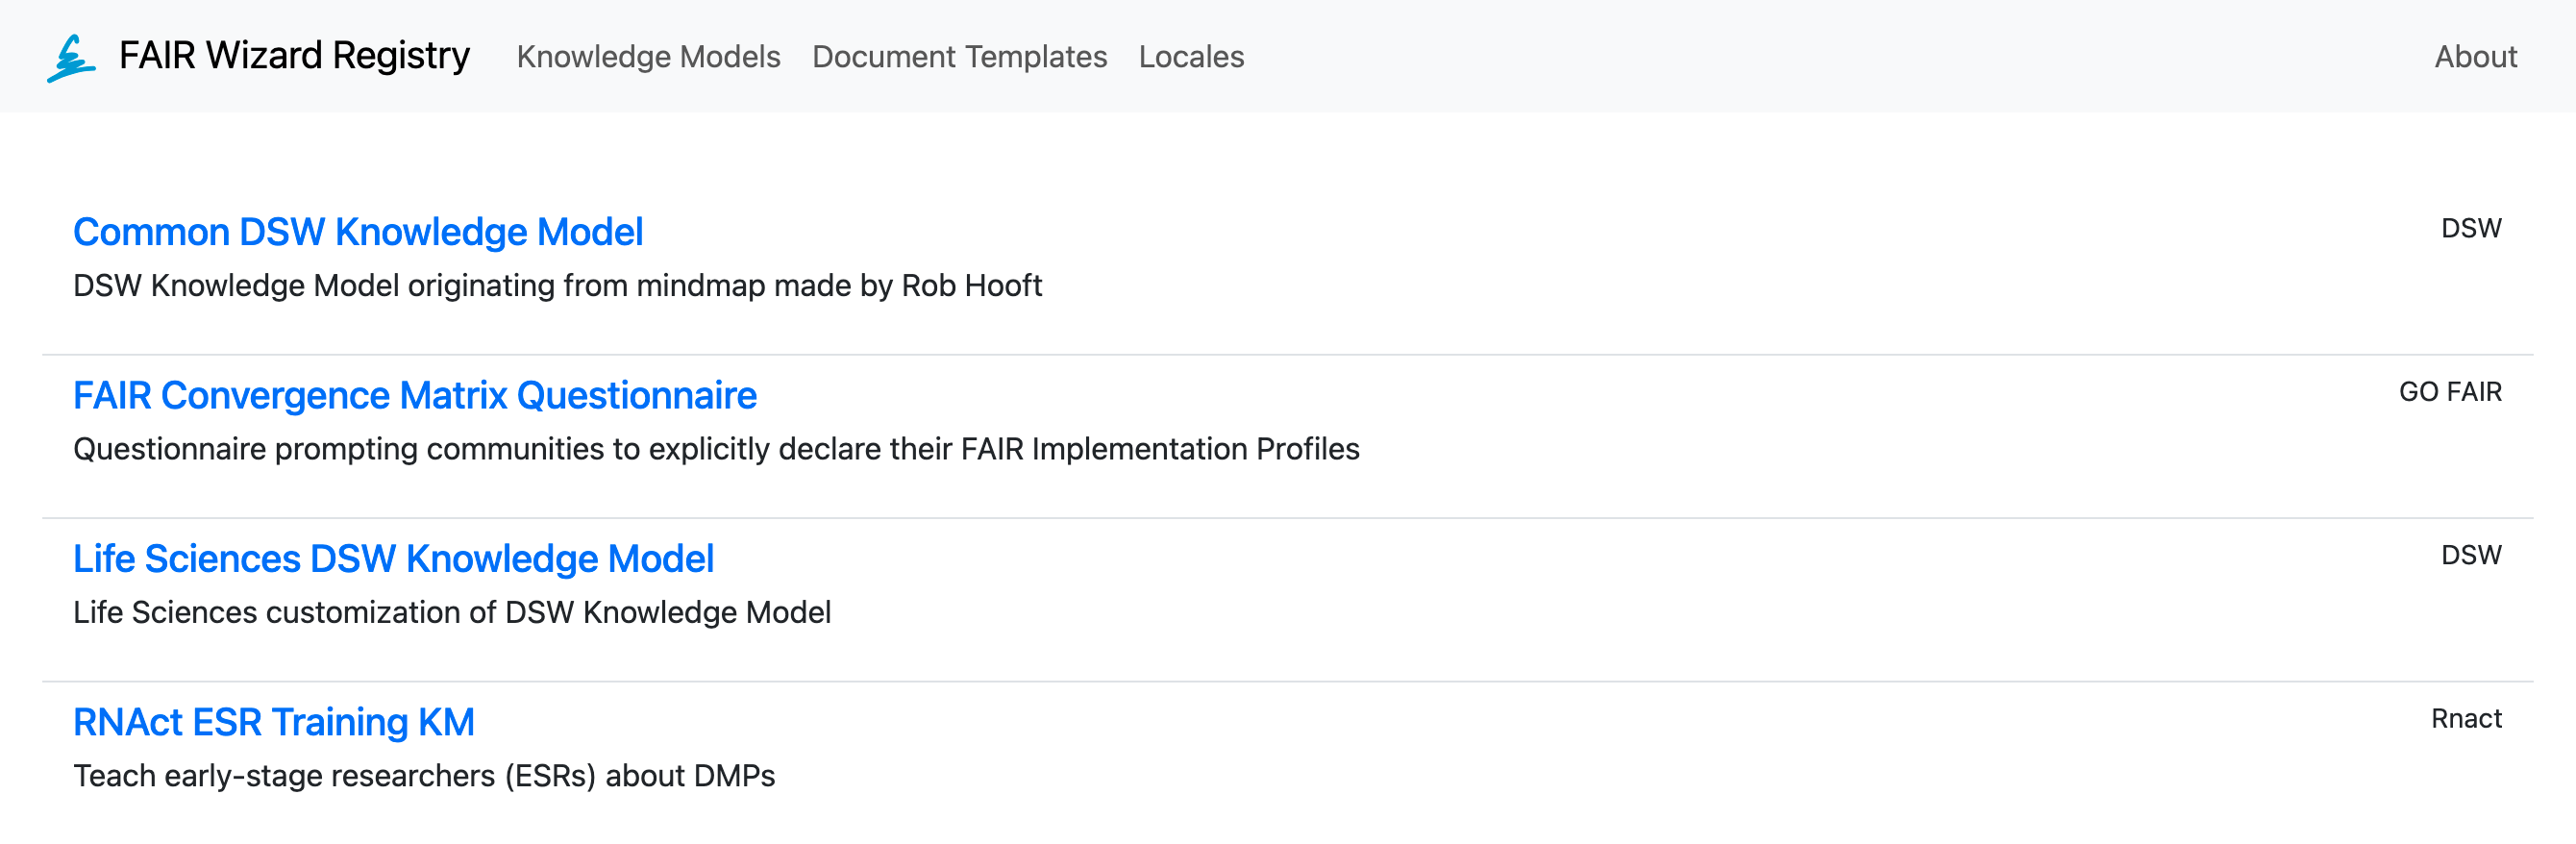 FAIR Wizard Registry Knowledge Models Document Templates Locales About
Common DSW Knowledge Model DSW
DSW Knowledge Model originating from mindmap made by Rob Hooft
FAIR Convergence Matrix Questionnaire GO FAIR
Questionnaire prompting communities to explicitly declare their FAIR Implementation Profiles
Life Sciences DSW Knowledge Model DSW
Life Sciences customization of DSW Knowledge Model
RNAct ESR Training KM Rnact
Teach early-stage researchers (ESRs) about DMPs